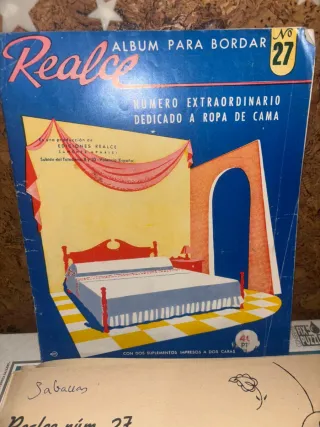 Realce
ALBUM PARA BORDAR
Nº
27
NUMERO EXTRAORDINARIO
DEDICADO A ROPA DE CAMA
EDICIONES REALCE
CON DOS SUPLEMENTOS IMPRESOS A DOS CARAS
PUZZLE
Realce núm. 27